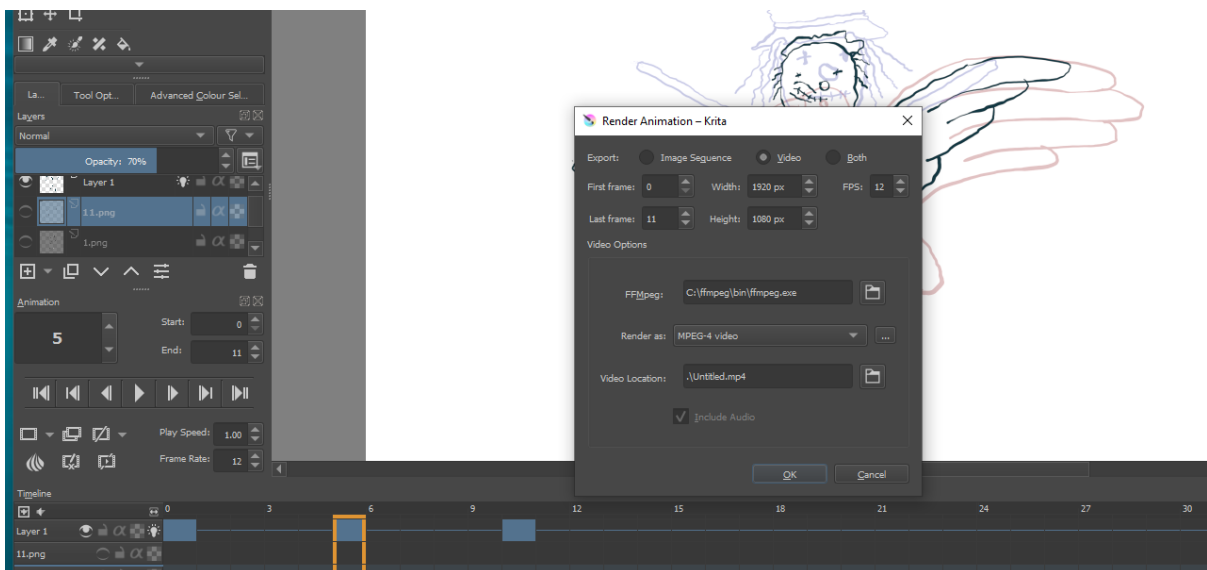 La... Tool Opt... Advanced Colour Sel...
Layers
Normal
Opacity: 70%
Layer 1
11.png
1.png
Animation
5
Start: 0
End: 11
Play Speed: 1.00
Frame Rate: 12
Timeline
0 3 6 9 12 15 18 21 24 27 30
Layer 1
11.png
Render Animation – Krita
Export: Image Sequence Video Both
First frame: 0 Width: 1920 px FPS: 12
Last frame: 11 Height: 1080 px
Video Options
FFMpeg: C:\ffmpeg\bin\ffmpeg.exe
Render as: MPEG-4 video ...
Video Location: .\Untitled.mp4
Include Audio
OK Cancel